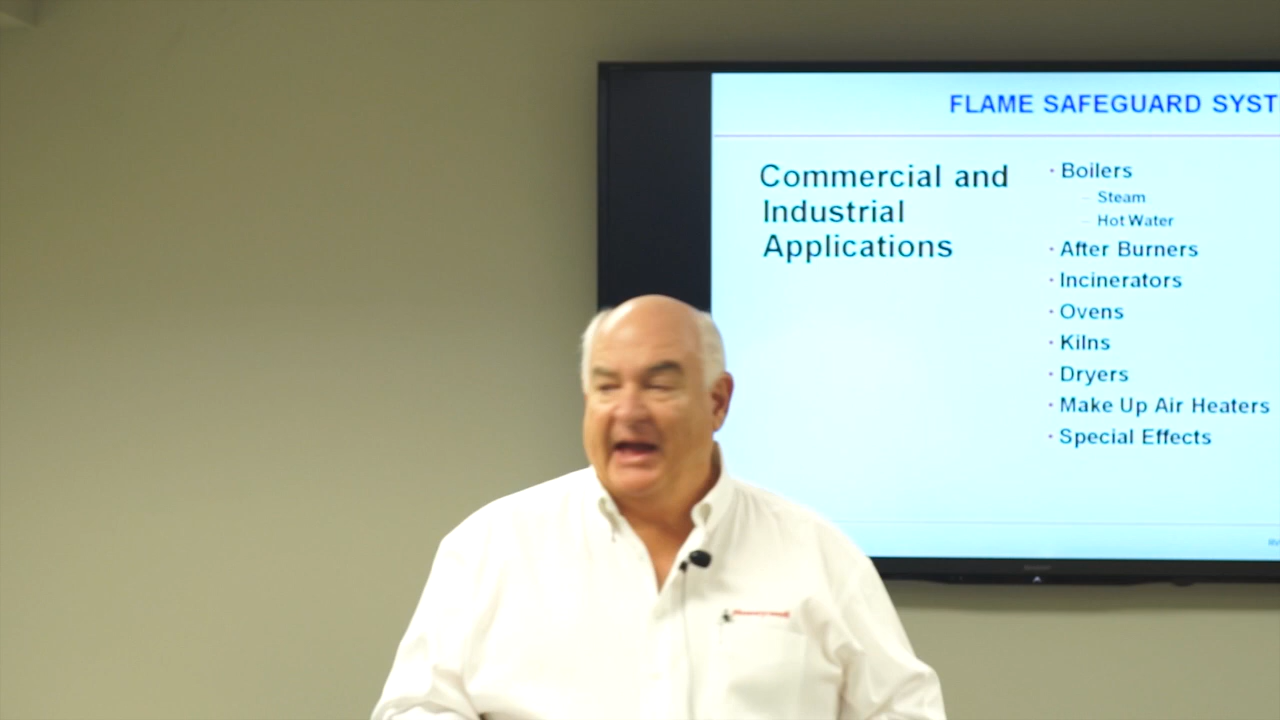 FLAME SAFEGUARD SYST
Commercial and
Industrial
Applications
· Boilers
– Steam
– Hot Water
· After Burners
· Incinerators
· Ovens
· Kilns
· Dryers
· Make Up Air Heaters
· Special Effects
Honeywell